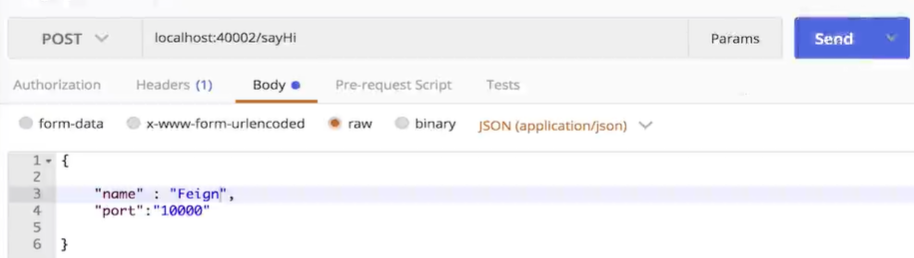 POST localhost:40002/sayHi Params Send
Authorization Headers (1) Body Pre-request Script Tests
form-data x-www-form-urlencoded raw binary JSON (application/json)
1 {
2
3 "name" : "Feign",
4 "port":"10000"
5
6 }